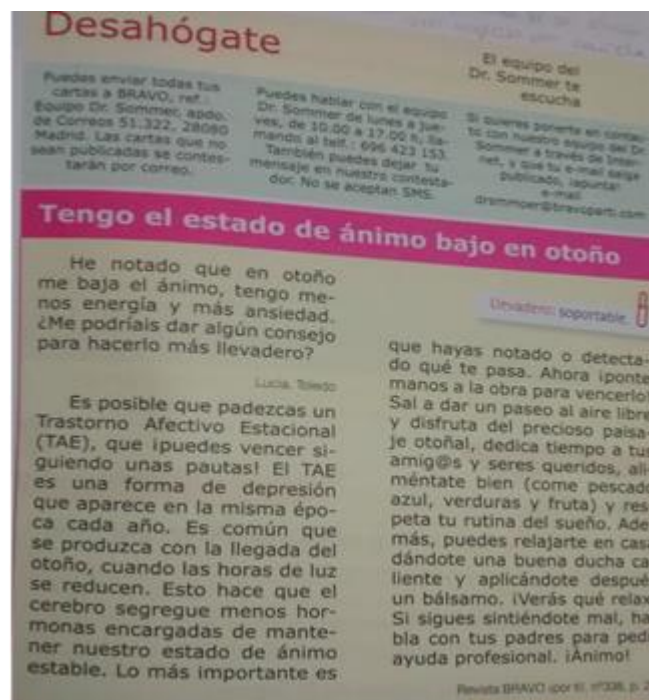 Desahógate
El equipo del
Dr. Sommer te
escucha
Puedes enviar todas tus
cartas a BRAVO, ref.:
Equipo Dr. Sommer, apdo.
de Correos 51.322, 28080
Madrid. Las cartas que no
sean publicadas se contes-
tarán por correo.
Puedes hablar con el equipo
Dr. Sommer de lunes a jue-
ves, de 10.00 a 17.00 h, lla-
mando al telf.: 696 423 153.
También puedes dejar tu
mensaje en nuestro contesta-
dor. No se aceptan SMS.
Si quieres ponerte en contac-
to con nuestro equipo del Dr.
Sommer a través de Inter-
net, y que tu e-mail salga
publicado, ¡apunta!
e-mail
Tengo el estado de ánimo bajo en otoño
He notado que en otoño
me baja el ánimo, tengo me-
nos energía y más ansiedad.
¿Me podríais dar algún consejo
para hacerlo más llevadero?
Lucía. Toledo
Es posible que padezcas un
Trastorno Afectivo Estacional
(TAE), que ¡puedes vencer si-
guiendo unas pautas! El TAE
es una forma de depresión
que aparece en la misma épo-
ca cada año. Es común que
se produzca con la llegada del
otoño, cuando las horas de luz
se reducen. Esto hace que el
cerebro segregue menos hor-
monas encargadas de mante-
ner nuestro estado de ánimo
estable. Lo más importante es
Llevadero: soportable.
que hayas notado o detecta-
do qué te pasa. Ahora ¡ponte
manos a la obra para vencerlo!
Sal a dar un paseo al aire libre
y disfruta del precioso paisa-
je otoñal, dedica tiempo a tus
amig@s y seres queridos, ali-
méntate bien (come pescado
azul, verduras y fruta) y res
peta tu rutina del sueño. Ade
más, puedes relajarte en casa
dándote una buena ducha ca
liente y aplicándote despué
un bálsamo. ¡Verás qué relax
Si sigues sintiéndote mal, ha
bla con tus padres para pedi
ayuda profesional. ¡Ánimo!
Revista BRAVO nº338, p. 2